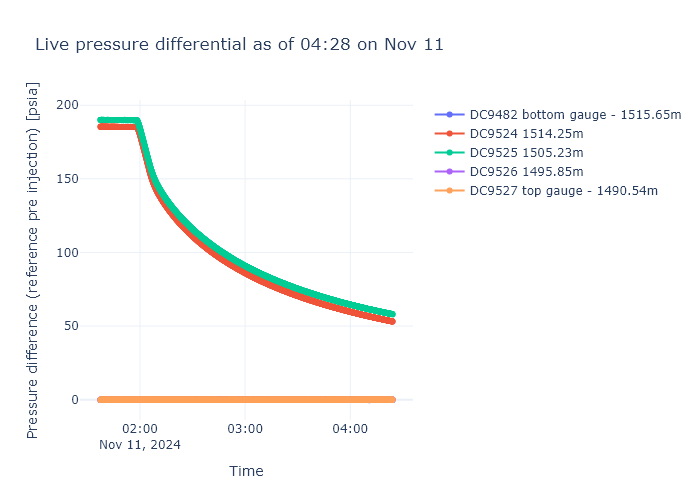 Live pressure differential as of 04:28 on Nov 11
Pressure difference (reference pre injection) [psia]
200
150
100
50
0
02:00
Nov 11, 2024
03:00
04:00
Time
DC9482 bottom gauge - 1515.65m
DC9524 1514.25m
DC9525 1505.23m
DC9526 1495.85m
DC9527 top gauge - 1490.54m